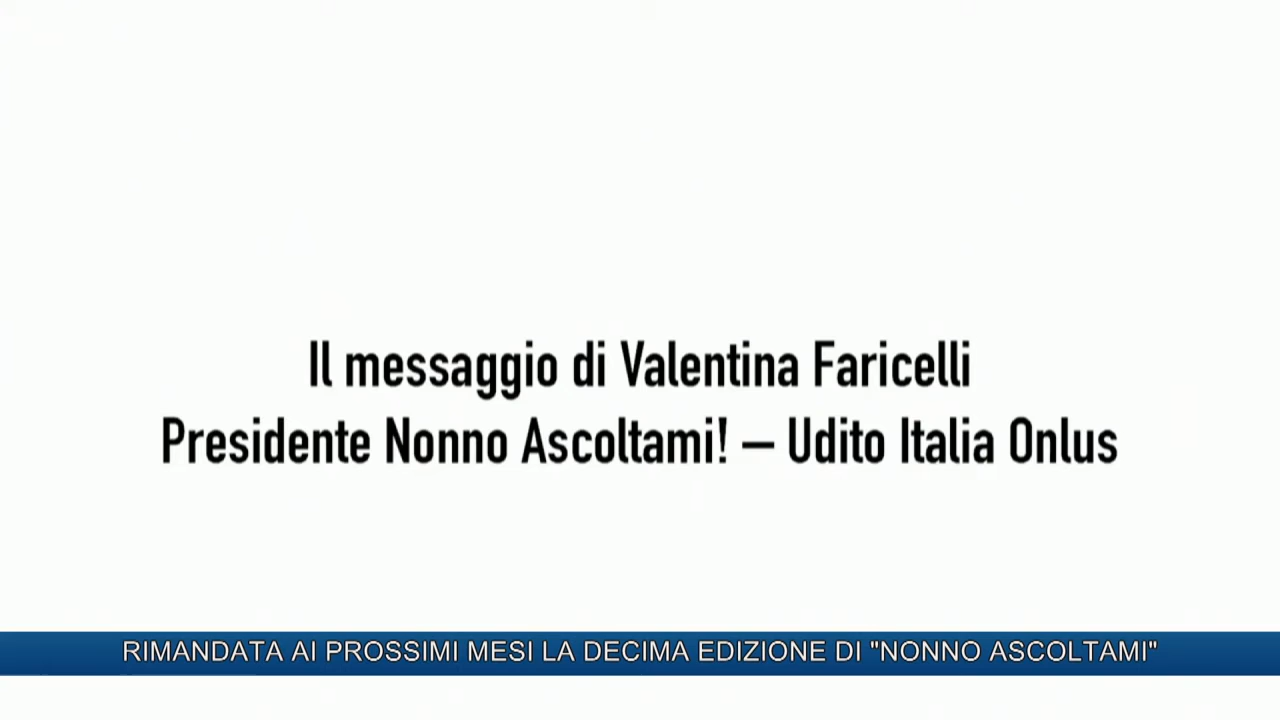 Il messaggio di Valentina Faricelli
Presidente Nonno Ascoltami! – Udito Italia Onlus
RIMANDATA AI PROSSIMI MESI LA DECIMA EDIZIONE DI "NONNO ASCOLTAMI"